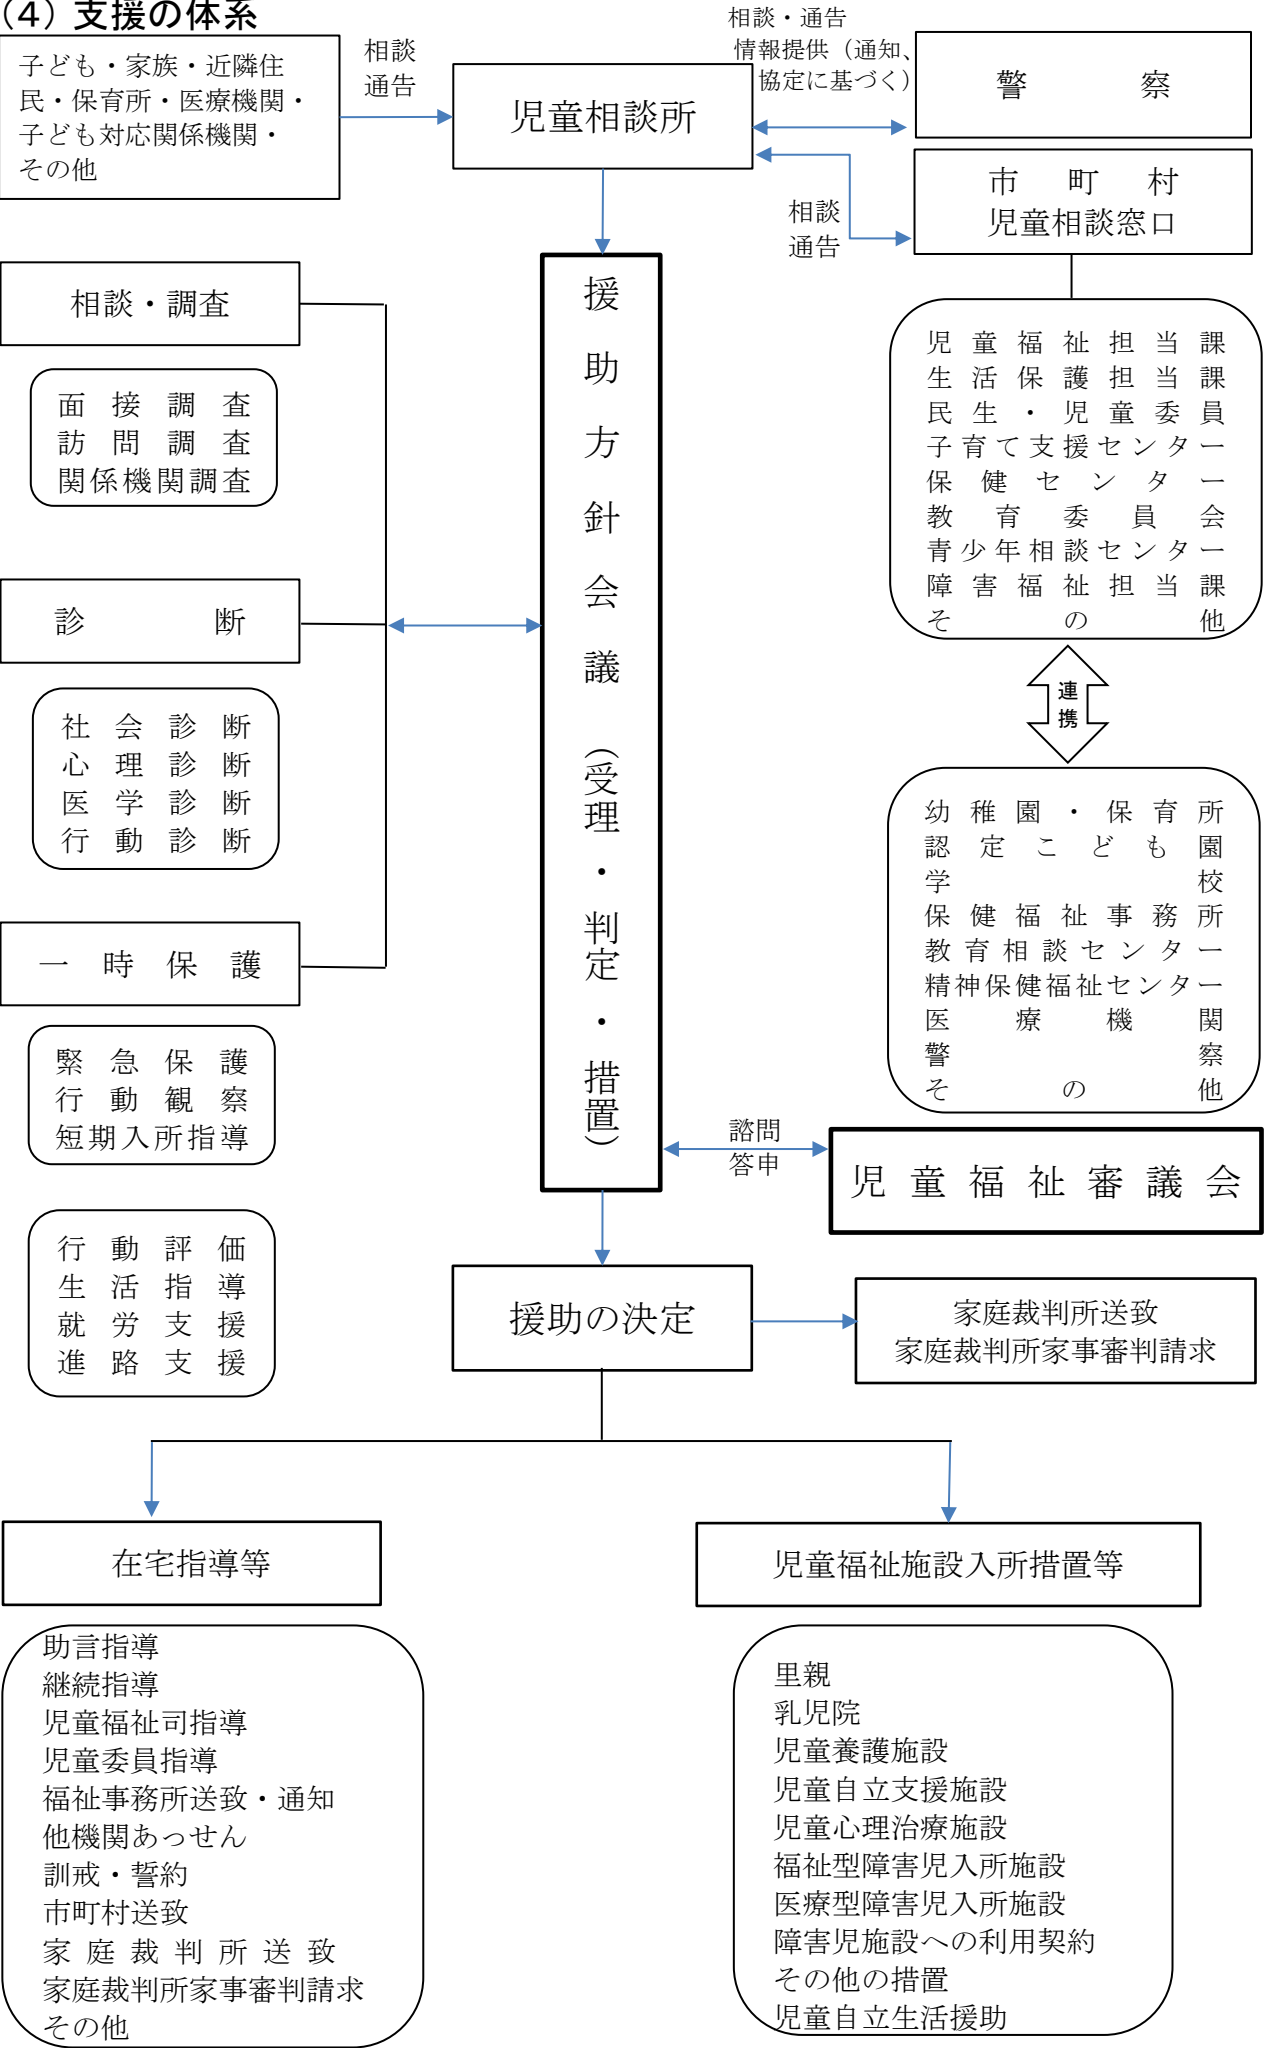 （4）支援の体系
子ども・家族・近隣住
民・保育所・医療機関・
子ども対応関係機関・
その他
相談
通告
児童相談所
相談・通告
情報提供（通知、
協定に基づく）
警察
市町村
児童相談窓口
相談
通告
児童福祉担当課
生活保護担当課
民生・児童委員
子育て支援センター
保健センター
教育委員会
青少年相談センター
障害福祉担当課
その他
連
携
幼稚園・保育所
認定こども園
学校
保健福祉事務所
教育相談センター
精神保健福祉センター
医療機関
警察
その他
相談・調査
面接調査
訪問調査
関係機関調査
診断
社会診断
心理診断
医学診断
行動診断
一時保護
緊急保護
行動観察
短期入所指導
行動評価
生活指導
就労支援
進路支援
援助方針会議（受理・判定・措置）
諮問
答申
児童福祉審議会
援助の決定
家庭裁判所送致
家庭裁判所家事審判請求
在宅指導等
助言指導
継続指導
児童福祉司指導
児童委員指導
福祉事務所送致・通知
他機関あっせん
訓戒・誓約
市町村送致
家庭裁判所送致
家庭裁判所家事審判請求
その他
児童福祉施設入所措置等
里親
乳児院
児童養護施設
児童自立支援施設
児童心理治療施設
福祉型障害児入所施設
医療型障害児入所施設
障害児施設への利用契約
その他の措置
児童自立生活援助